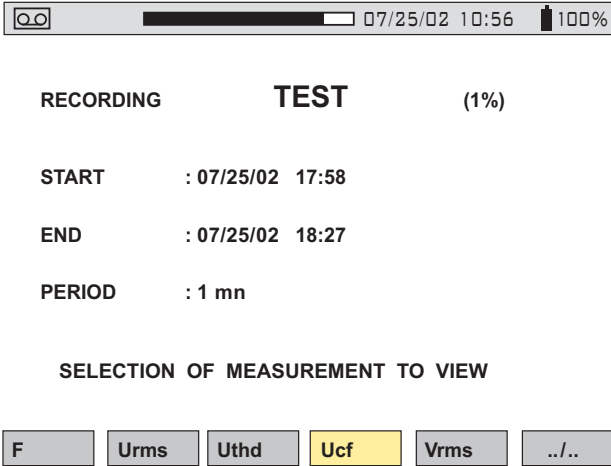 07/25/02 10:56 100%
RECORDING TEST (1%)
START : 07/25/02 17:58
END : 07/25/02 18:27
PERIOD : 1 mn
SELECTION OF MEASUREMENT TO VIEW
F Urms Uthd Ucf Vrms ../..